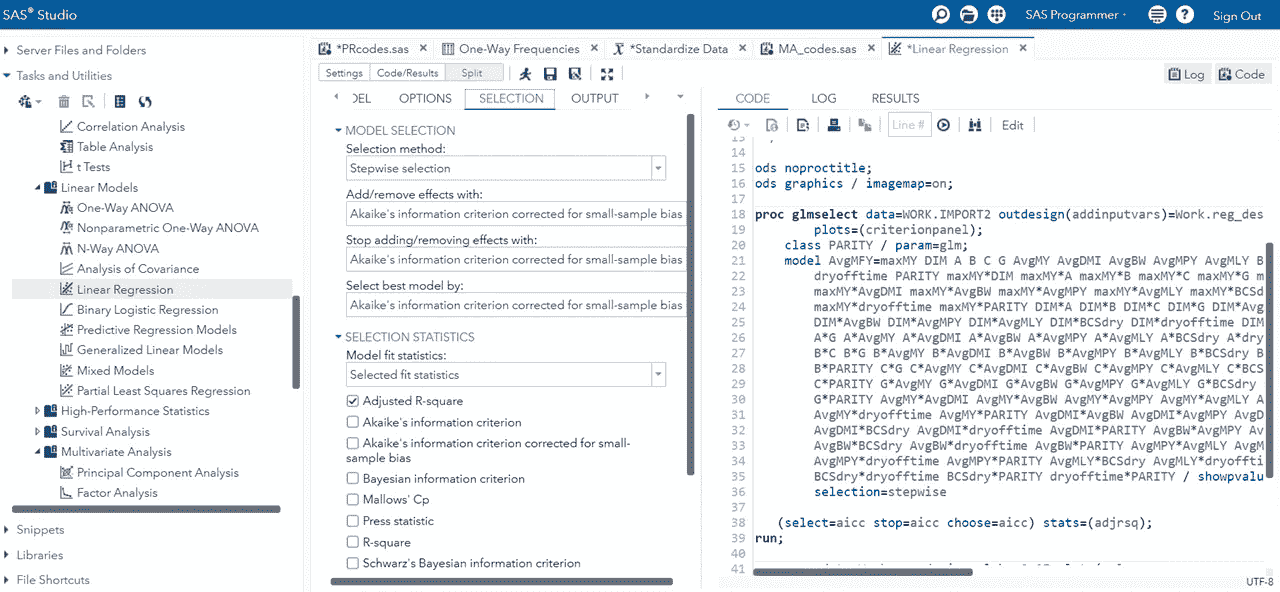 SAS® Studio
SAS Programmer
Sign Out
Server Files and Folders
Tasks and Utilities
Correlation Analysis
Table Analysis
t Tests
Linear Models
One-Way ANOVA
Nonparametric One-Way ANOVA
N-Way ANOVA
Analysis of Covariance
Linear Regression
Binary Logistic Regression
Predictive Regression Models
Generalized Linear Models
Mixed Models
Partial Least Squares Regression
High-Performance Statistics
Survival Analysis
Multivariate Analysis
Principal Component Analysis
Factor Analysis
Snippets
Libraries
File Shortcuts
*PRcodes.sas
One-Way Frequencies
*Standardize Data
MA_codes.sas
*Linear Regression
Settings Code/Results Split
Log Code
DEL OPTIONS SELECTION OUTPUT
MODEL SELECTION
Selection method:
Stepwise selection
Add/remove effects with:
Akaike's information criterion corrected for small-sample bias
Stop adding/removing effects with:
Akaike's information criterion corrected for small-sample bias
Select best model by:
Akaike's information criterion corrected for small-sample bias
SELECTION STATISTICS
Model fit statistics:
Selected fit statistics
Adjusted R-square
Akaike's information criterion
Akaike's information criterion corrected for small-
sample bias
Bayesian information criterion
Mallows' Cp
Press statistic
R-square
Schwarz's Bayesian information criterion
CODE LOG RESULTS
Line # Edit
13
14
15 ods noproctitle;
16 ods graphics / imagemap=on;
17
18 proc glmselect data=WORK.IMPORT2 outdesign(addinputvars)=Work.reg_des
19 plots=(criterionpanel);
20 class PARITY / param=glm;
21 model AvgMFY=maxMY DIM A B C G AvgMY AvgDMI AvgBW AvgMPY AvgMLY B
22 dryofftime PARITY maxMY*DIM maxMY*A maxMY*B maxMY*C maxMY*G m
23 maxMY*AvgDMI maxMY*AvgBW maxMY*AvgMPY maxMY*AvgMLY maxMY*BCSd
24 maxMY*dryofftime maxMY*PARITY DIM*A DIM*B DIM*C DIM*G DIM*Avg
25 DIM*AvgBW DIM*AvgMPY DIM*AvgMLY DIM*BCSdry DIM*dryofftime DIM
26 A*G A*AvgMY A*AvgDMI A*AvgBW A*AvgMPY A*AvgMLY A*BCSdry A*dry
27 B*C B*G B*AvgMY B*AvgDMI B*AvgBW B*AvgMPY B*AvgMLY B*BCSdry B
28 B*PARITY C*G C*AvgMY C*AvgDMI C*AvgBW C*AvgMPY C*AvgMLY C*BCS
29 C*PARITY G*AvgMY G*AvgDMI G*AvgBW G*AvgMPY G*AvgMLY G*BCSdry
30 G*PARITY AvgMY*AvgDMI AvgMY*AvgBW AvgMY*AvgMPY AvgMY*AvgMLY A
31 AvgMY*dryofftime AvgMY*PARITY AvgDMI*AvgBW AvgDMI*AvgMPY AvgD
32 AvgDMI*BCSdry AvgDMI*dryofftime AvgDMI*PARITY AvgBW*AvgMPY Av
33 AvgBW*BCSdry AvgBW*dryofftime AvgBW*PARITY AvgMPY*AvgMLY AvgM
34 AvgMPY*dryofftime AvgMPY*PARITY AvgMLY*BCSdry AvgMLY*dryoffti
35 BCSdry*dryofftime BCSdry*PARITY dryofftime*PARITY / showpvalu
36 selection=stepwise
37
38 (select=aicc stop=aicc choose=aicc) stats=(adjrsq);
39 run;
40
41
UTF-8